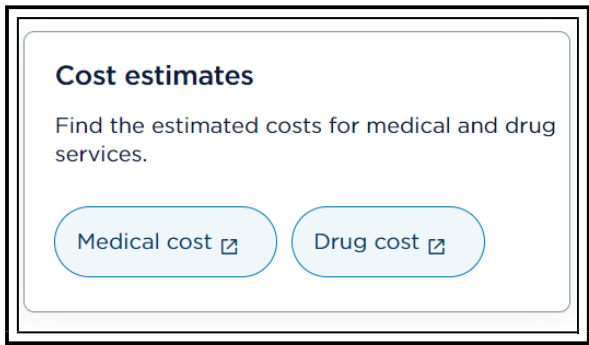 Cost estimates
Find the estimated costs for medical and drug
services.
Medical cost
Drug cost